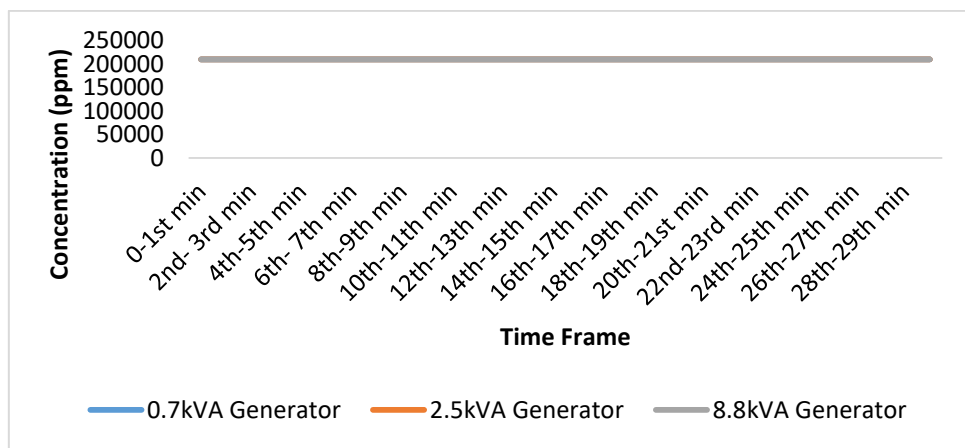 Concentration (ppm)
250000
200000
150000
100000
50000
0
0-1st min
2nd- 3rd min
4th-5th min
6th- 7th min
8th-9th min
10th-11th min
12th-13th min
14th-15th min
16th-17th min
18th-19th min
20th-21st min
22nd-23rd min
24th-25th min
26th-27th min
28th-29th min
Time Frame
0.7kVA Generator
2.5kVA Generator
8.8kVA Generator